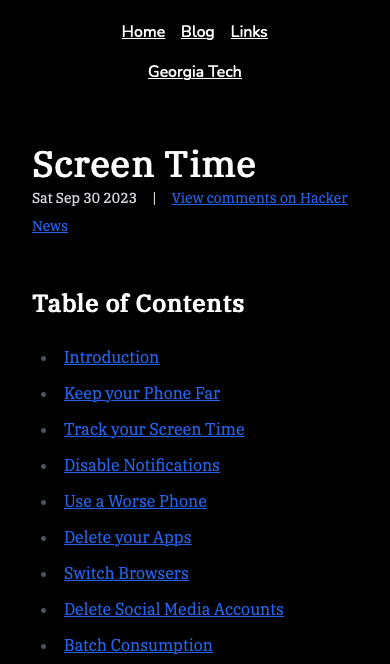 Home Blog Links
Georgia Tech
Screen Time
Sat Sep 30 2023 | View comments on Hacker
News
Table of Contents
Introduction
Keep your Phone Far
Track your Screen Time
Disable Notifications
Use a Worse Phone
Delete your Apps
Switch Browsers
Delete Social Media Accounts
Batch Consumption